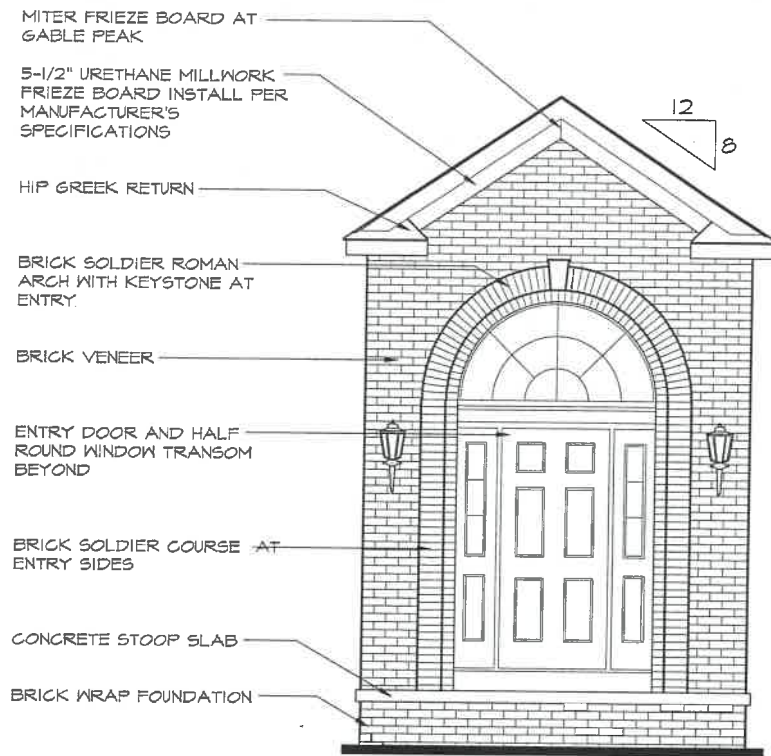 MITER FRIEZE BOARD AT
GABLE PEAK
5-1/2" URETHANE MILLWORK
FRIEZE BOARD INSTALL PER
MANUFACTURER'S
SPECIFICATIONS
12
8
HIP GREEK RETURN
BRICK SOLDIER ROMAN
ARCH WITH KEYSTONE AT
ENTRY.
BRICK VENEER
ENTRY DOOR AND HALF
ROUND WINDOW TRANSOM
BEYOND
BRICK SOLDIER COURSE AT
ENTRY SIDES
CONCRETE STOOP SLAB
BRICK WRAP FOUNDATION